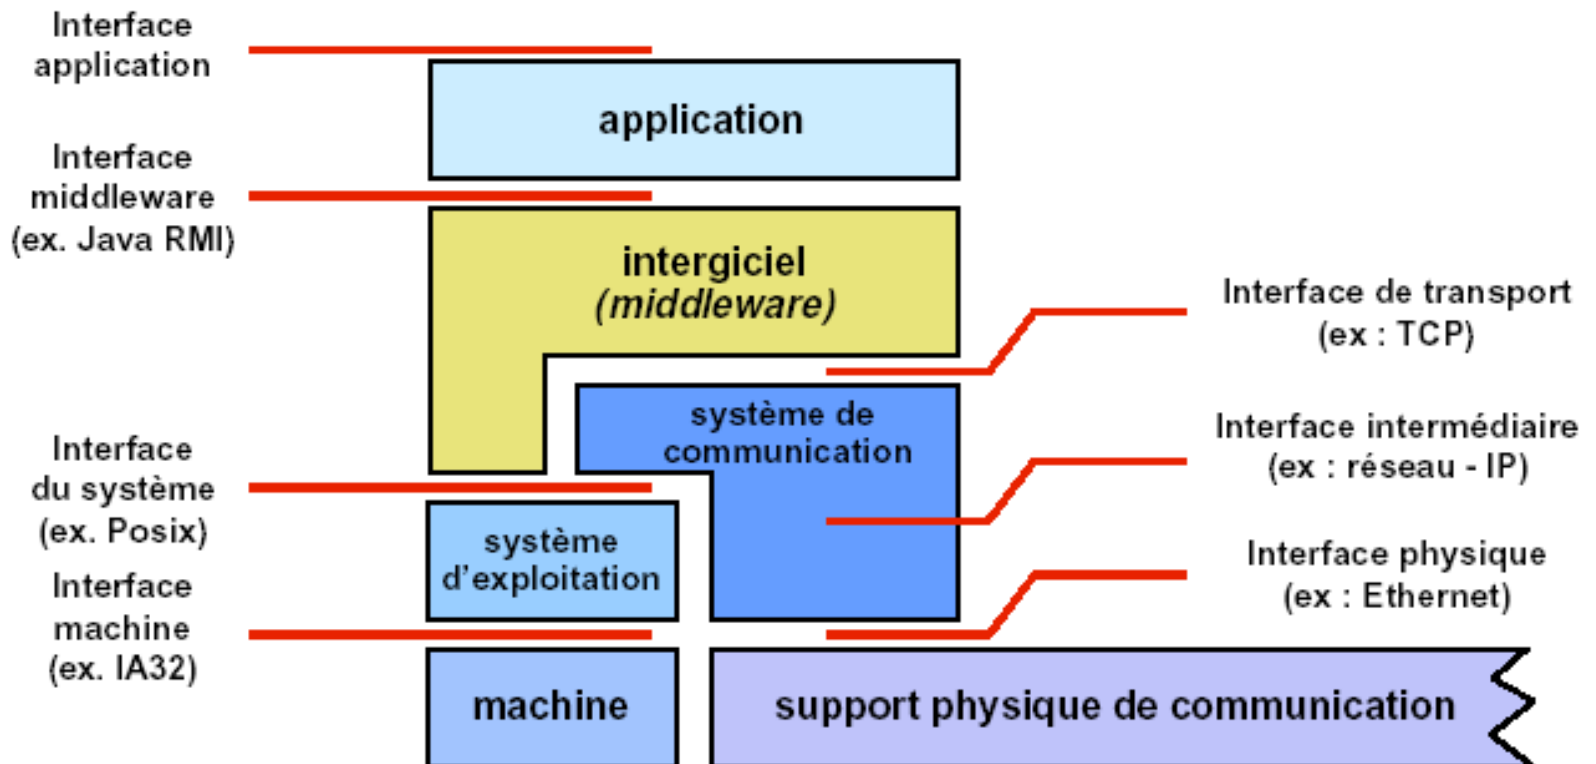 Interface
application
application
Interface
middleware
(ex. Java RMI)
intergiciel
(middleware)
Interface de transport
(ex : TCP)
système de
communication
Interface intermédiaire
(ex : réseau - IP)
Interface
du système
(ex. Posix)
système
d'exploitation
Interface physique
(ex : Ethernet)
Interface
machine
(ex. IA32)
machine
support physique de communication